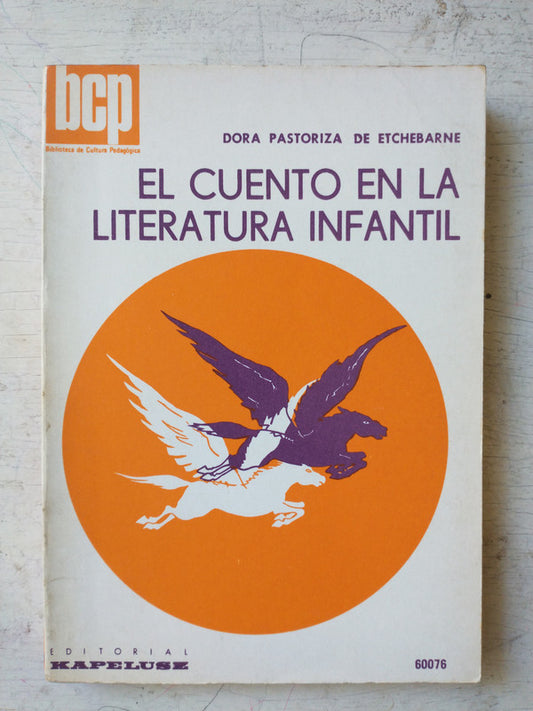 bcp
Biblioteca de Cultura Pedagógica
DORA PASTORIZA DE ETCHEBARNE
EL CUENTO EN LA
LITERATURA INFANTIL
EDITORIAL
KAPELUSZ
60076